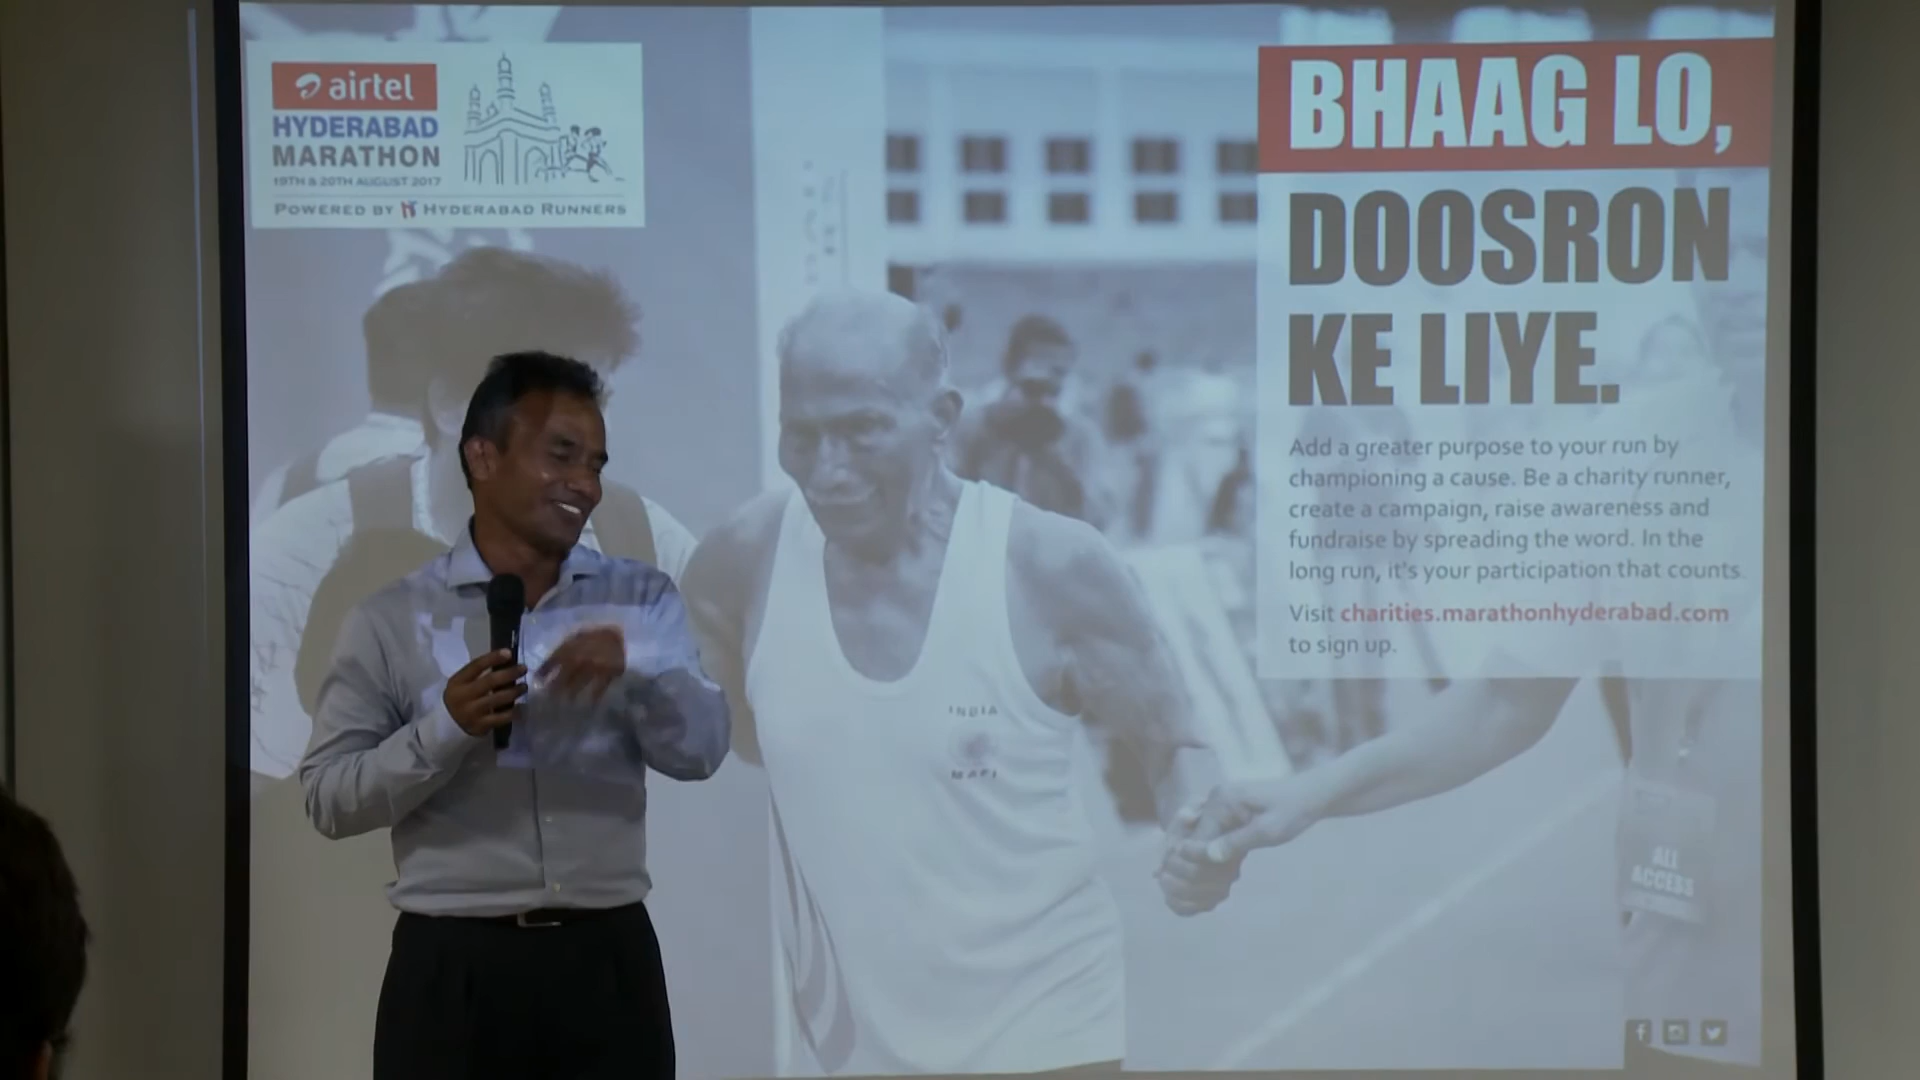 airtel
HYDERABAD
MARATHON
19TH & 20TH AUGUST 2017
POWERED BY HYDERABAD RUNNERS
BHAAG LO,
DOOSRON
KE LIYE.
Add a greater purpose to your run by
championing a cause. Be a charity runner,
create a campaign, raise awareness and
fundraise by spreading the word. In the
long run, it's your participation that counts.
Visit charities.marathonhyderabad.com
to sign up.
INDIA
ALL
ACCESS